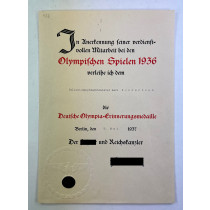 In Anerkennung seiner verdienst-
vollen Mitarbeit bei den
Olympischen Spielen 1936
verleihe ich dem
die
Deutsche Olympia-Erinnerungsmedaille
Berlin, den 1937
Der und Reichskanzler